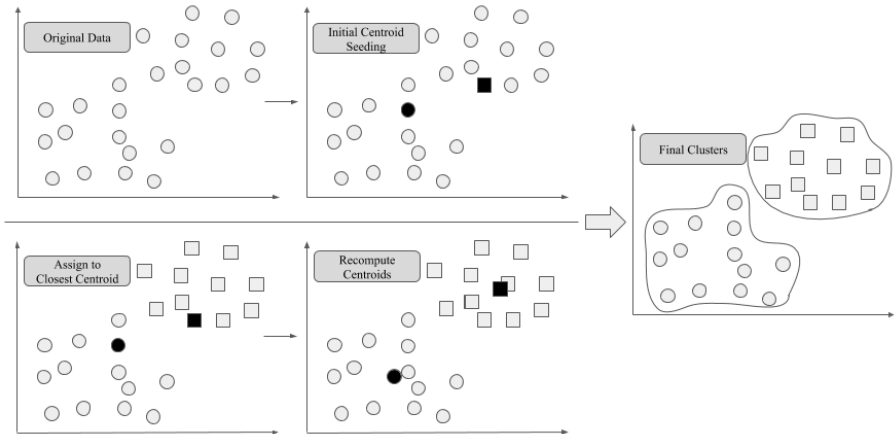 Original Data
Initial Centroid
Seeding
Assign to
Closest Centroid
Recompute
Centroids
Final Clusters